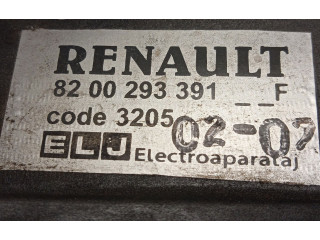 RENAULT
82 00 293 391 _ _F
code 3205 02-07
ELJ Electroaparataj